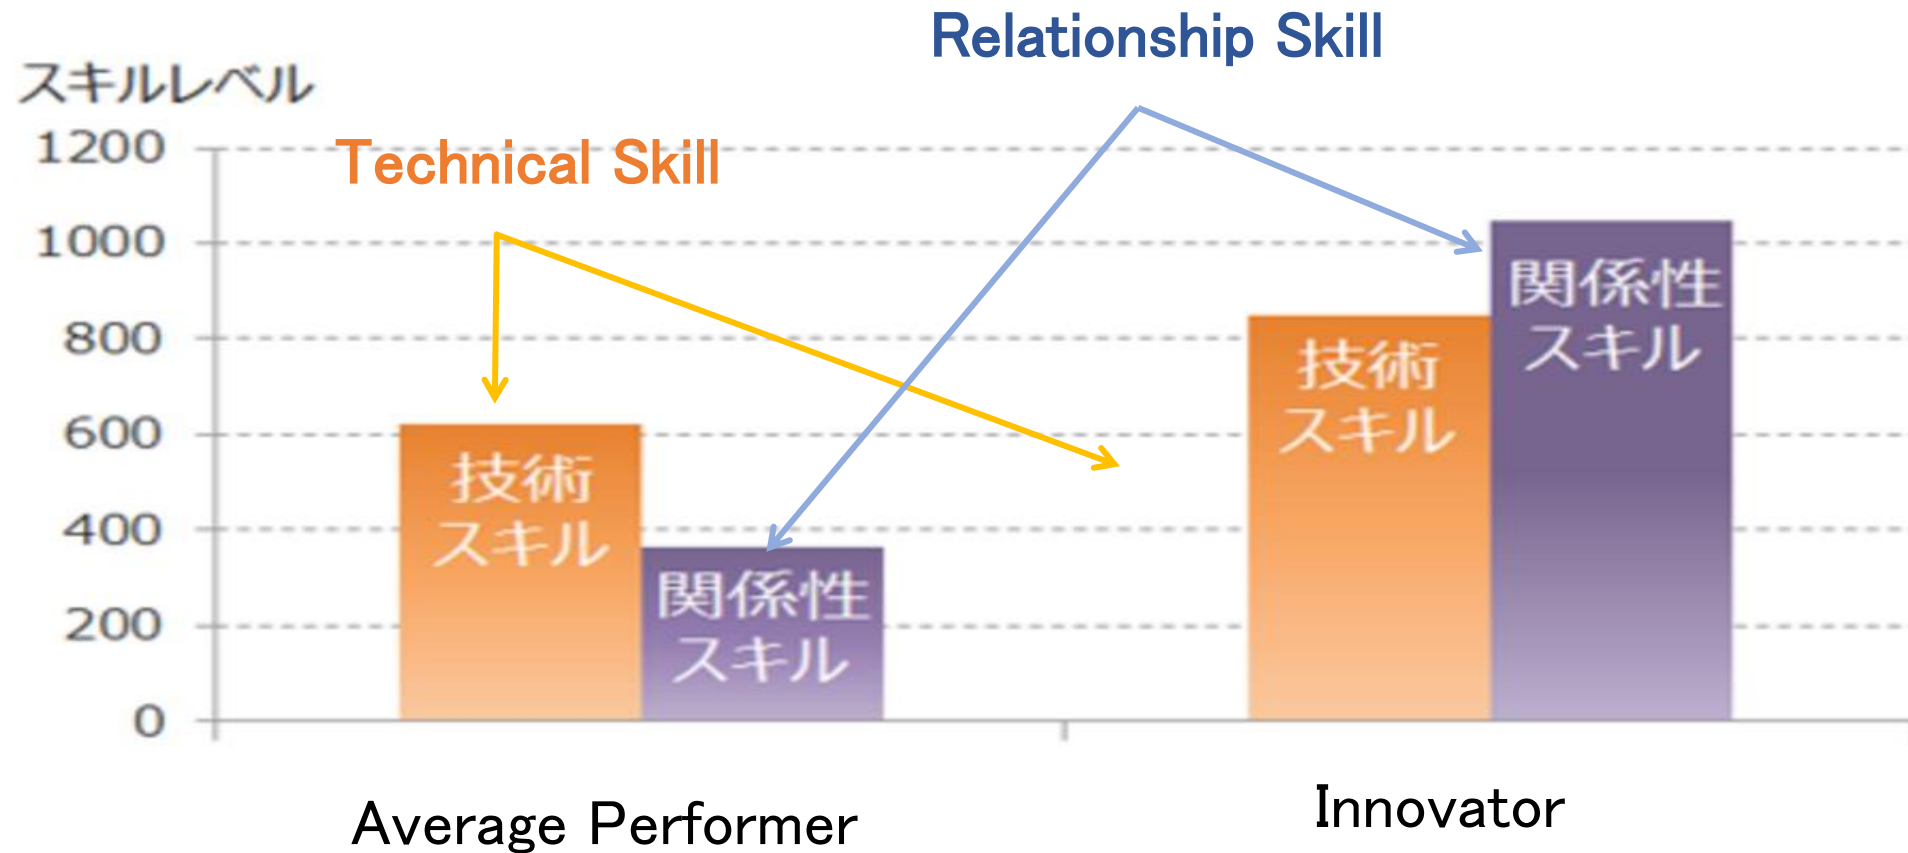 Relationship Skill
スキルレベル
1200
Technical Skill
1000
800
600
400
200
0
技術
スキル
関係性
スキル
技術
スキル
関係性
スキル
Average Performer
Innovator